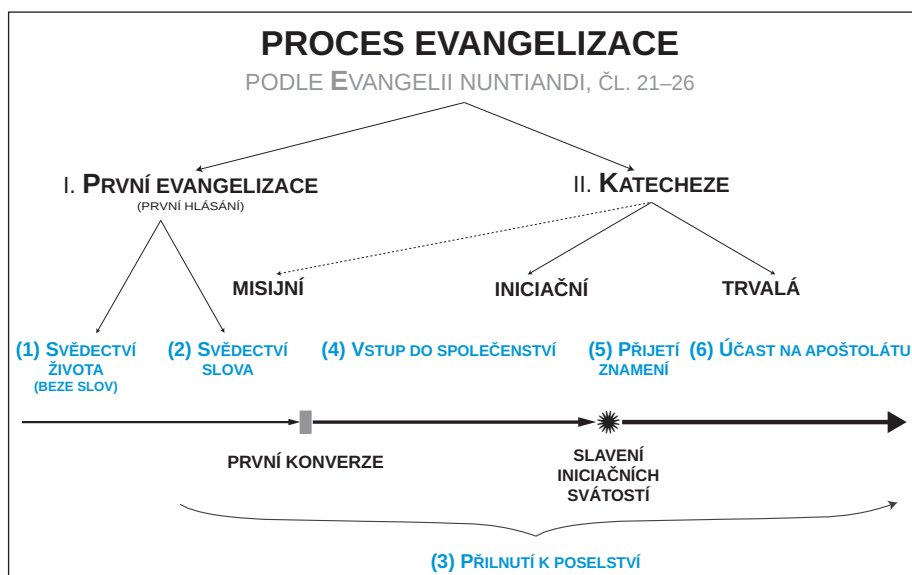 PROCES EVANGELIZACE
PODLE EVANGELII NUNTIANDI, ČL. 21–26
I. PRVNÍ EVANGELIZACE
(PRVNÍ HLÁSÁNÍ)
II. KATECHEZE
MISIJNÍ
INICIAČNÍ
TRVALÁ
(1) SVĚDECTVÍ
ŽIVOTA
(BEZE SLOV)
(2) SVĚDECTVÍ
SLOVA
(4) VSTUP DO SPOLEČENSTVÍ
(5) PŘIJETÍ
ZNAMENÍ
(6) ÚČAST NA APOŠTOLÁTU
PRVNÍ KONVERZE
SLAVENÍ
INICIAČNÍCH
SVÁTOSTÍ
(3) PŘILNUTÍ K POSELSTVÍ